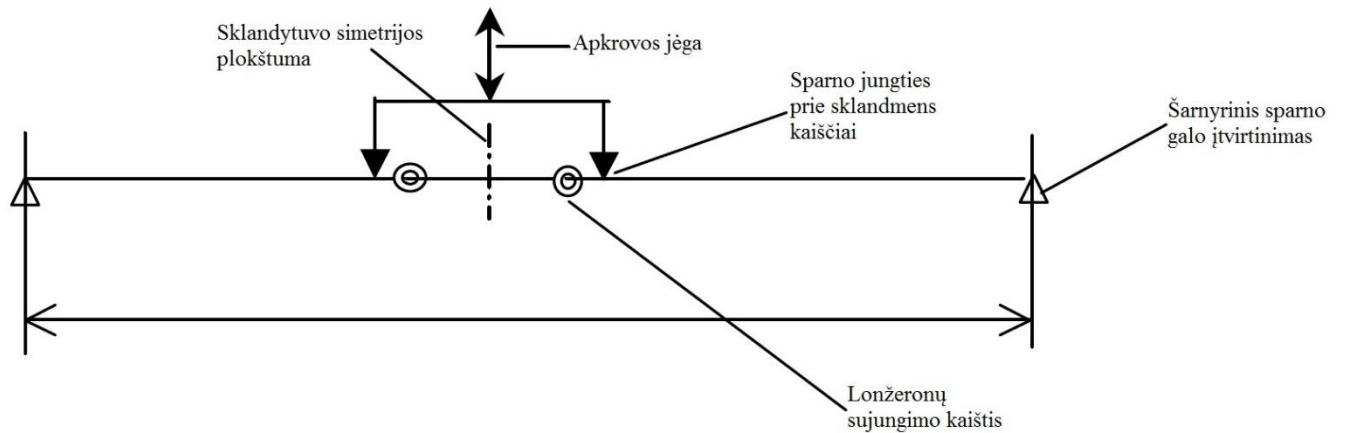 Sklandytuvo simetrijos
plokštuma
Apkrovos jėga
Sparno jungties
prie sklandmens
kaiščiai
Šarnyrinis sparno
galo įtvirtinimas
Lonžeronų
sujungimo kaištis